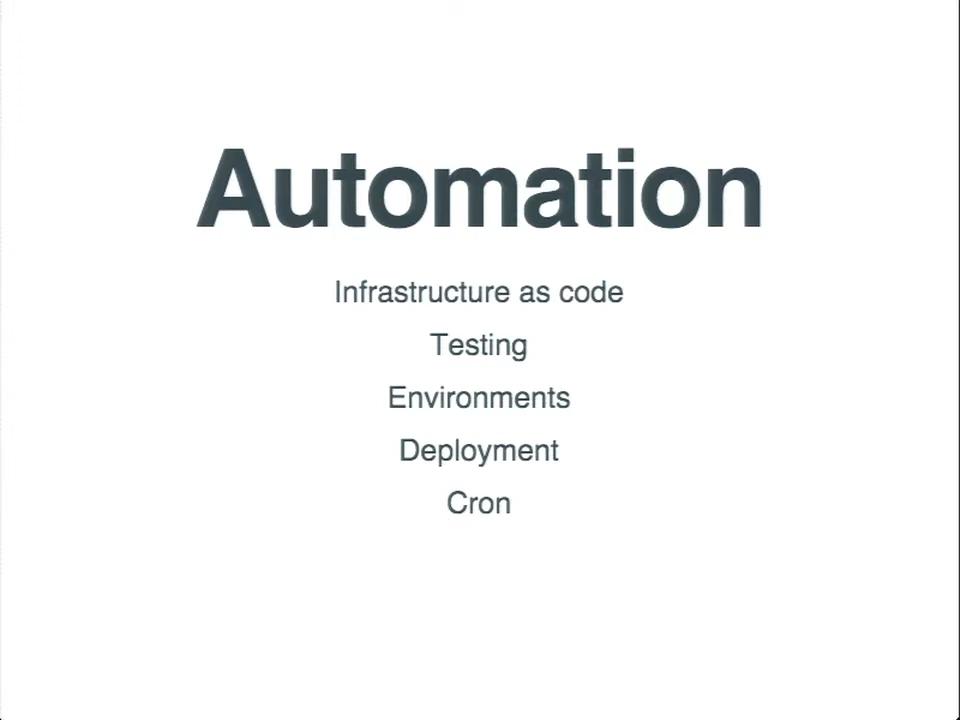 Automation
Infrastructure as code
Testing
Environments
Deployment
Cron